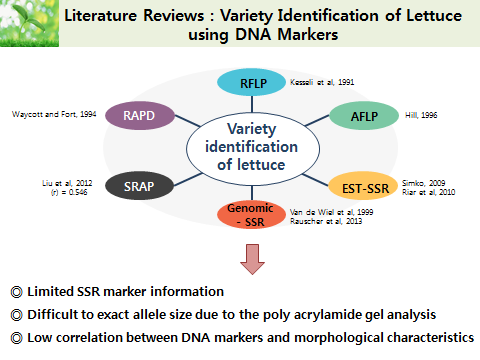 Literature Reviews : Variety Identification of Lettuce
using DNA Markers
RFLP
Kesseli et al, 1991
Waycott and Fort, 1994
RAPD
AFLP
Hill, 1996
Variety
identification
of lettuce
Liu et al, 2012
(r) = 0.546
SRAP
EST-SSR
Simko, 2009
Riar et al, 2010
Genomic
- SSR
Van de Wiel et al, 1999
Rauscher et al, 2013
◎ Limited SSR marker information
◎ Difficult to exact allele size due to the poly acrylamide gel analysis
◎ Low correlation between DNA markers and morphological characteristics